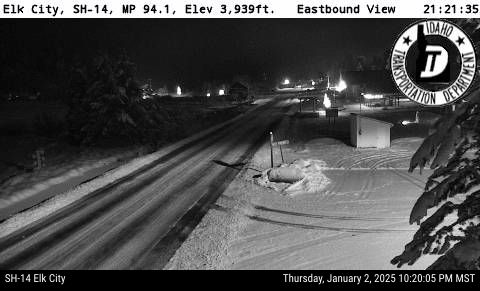 Elk City, SH-14, MP 94.1, Elev 3,939ft. Eastbound View 21:21:35
IDAHO
TRANSPORTATION DEPARTMENT
SH-14 Elk City Thursday, January 2, 2025 10:20:05 PM MST